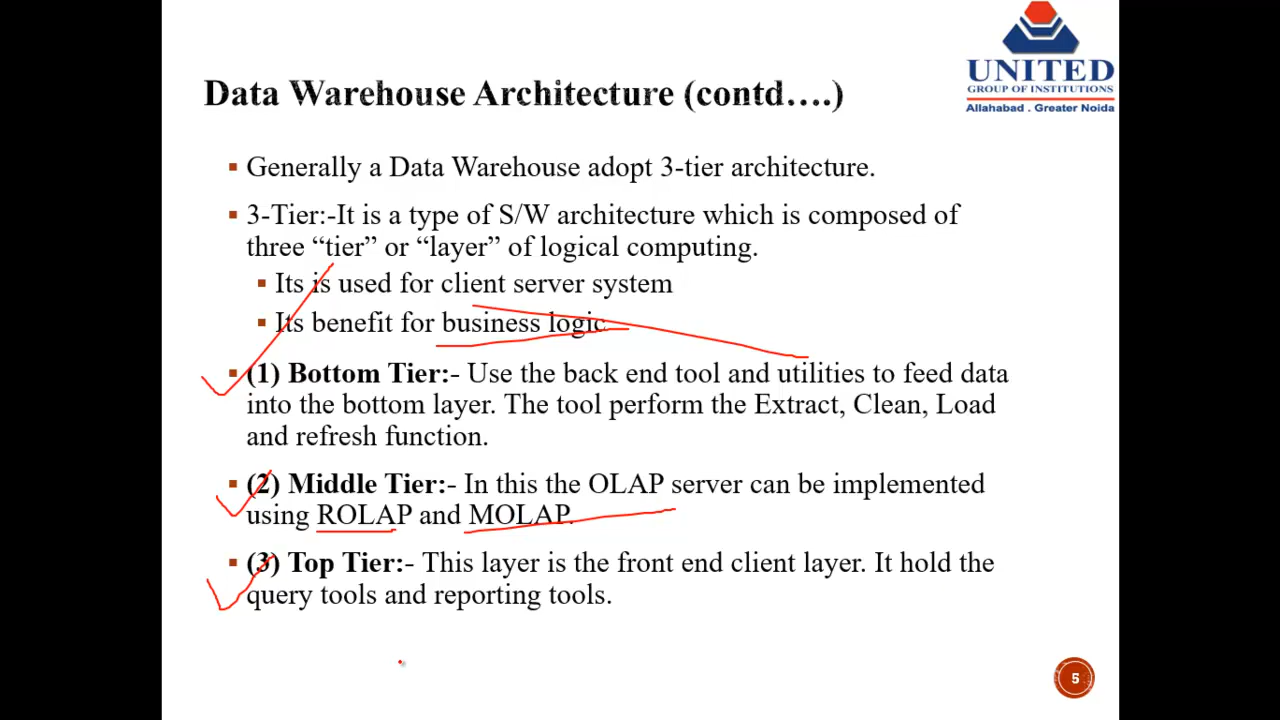 UNITED
GROUP OF INSTITUTIONS
Allahabad . Greater Noida
Data Warehouse Architecture (contd….)
▪ Generally a Data Warehouse adopt 3-tier architecture.
▪ 3-Tier:-It is a type of S/W architecture which is composed of
three “tier” or “layer” of logical computing.
▪ Its is used for client server system
▪ Its benefit for business logic
▪ (1) Bottom Tier:- Use the back end tool and utilities to feed data
into the bottom layer. The tool perform the Extract, Clean, Load
and refresh function.
▪ (2) Middle Tier:- In this the OLAP server can be implemented
using ROLAP and MOLAP.
▪ (3) Top Tier:- This layer is the front end client layer. It hold the
query tools and reporting tools.
5